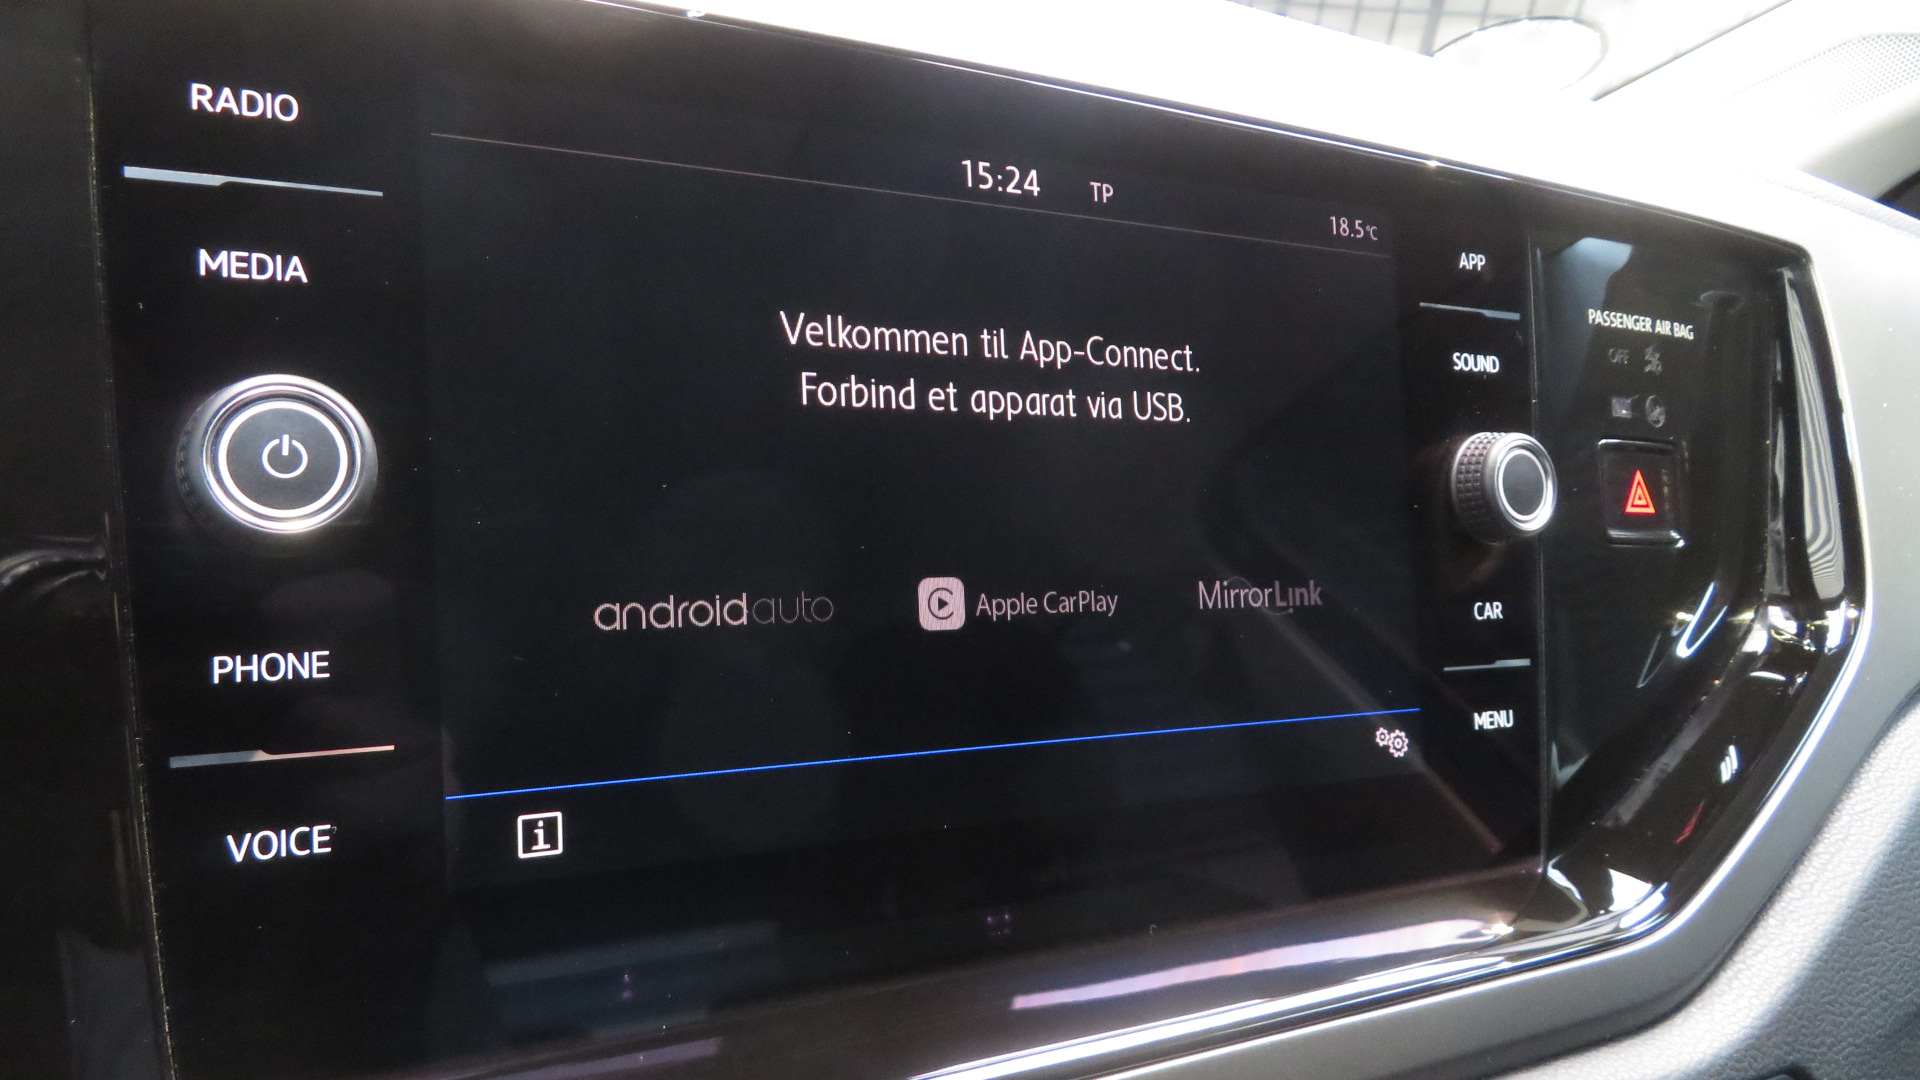 RADIO
MEDIA
PHONE
VOICE
15:24 TP
18.5°C
Velkommen til App-Connect.
Forbind et apparat via USB.
androidauto
Apple CarPlay
MirrorLink
i
APP
SOUND
CAR
MENU
PASSENGER AIR BAG
OFF